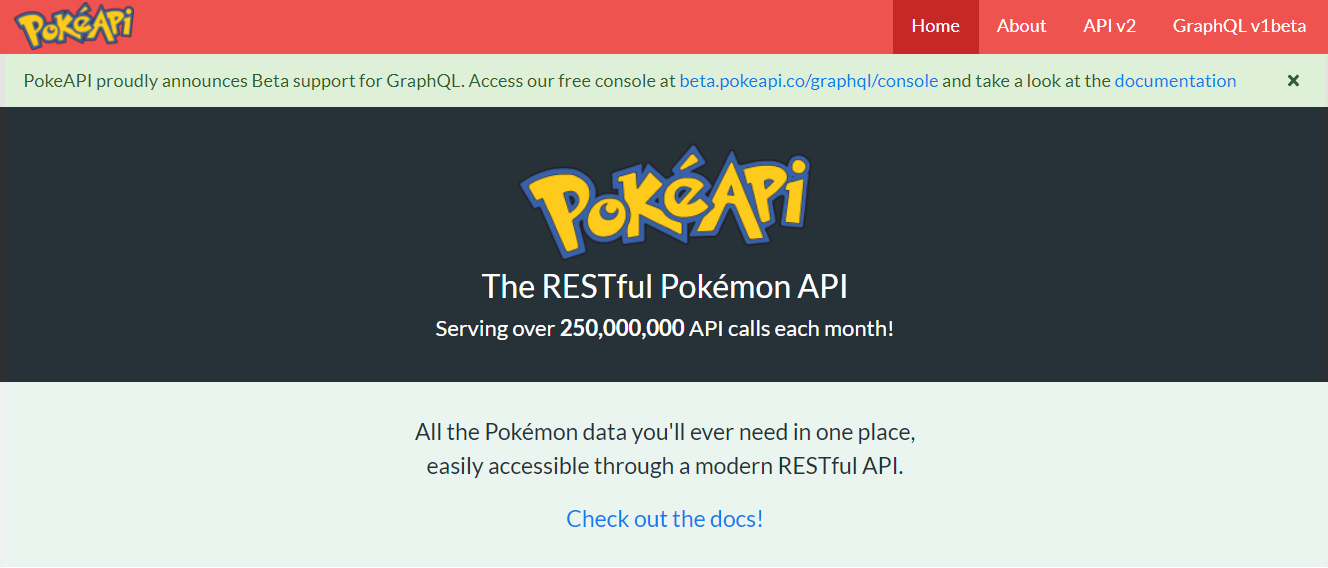 PokéAPi
Home About API v2 GraphQL v1beta
PokeAPI proudly announces Beta support for GraphQL. Access our free console at beta.pokeapi.co/graphql/console and take a look at the documentation ×
PokéAPi
The RESTful Pokémon API
Serving over 250,000,000 API calls each month!
All the Pokémon data you'll ever need in one place,
easily accessible through a modern RESTful API.
Check out the docs!